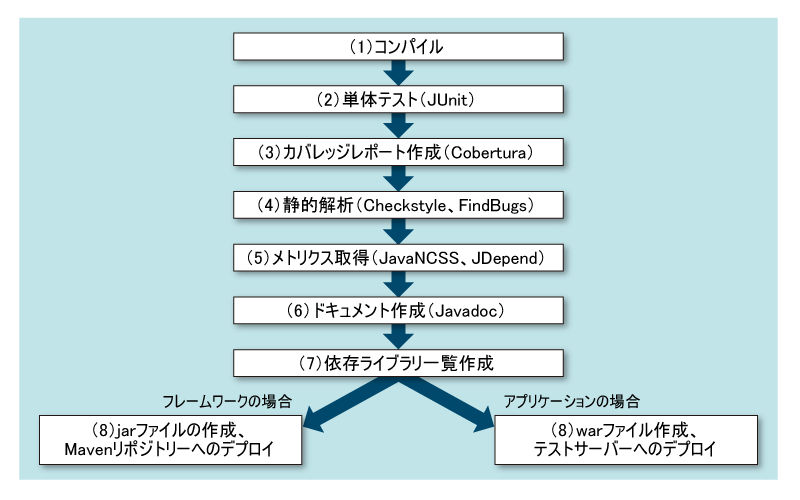 (1)コンパイル
(2)単体テスト(JUnit)
(3)カバレッジレポート作成(Cobertura)
(4)静的解析(Checkstyle、FindBugs)
(5)メトリクス取得(JavaNCSS、JDepend)
(6)ドキュメント作成(Javadoc)
(7)依存ライブラリ一覧作成
フレームワークの場合
(8)jarファイルの作成、
Mavenリポジトリーへのデプロイ
アプリケーションの場合
(8)warファイル作成、
テストサーバーへのデプロイ